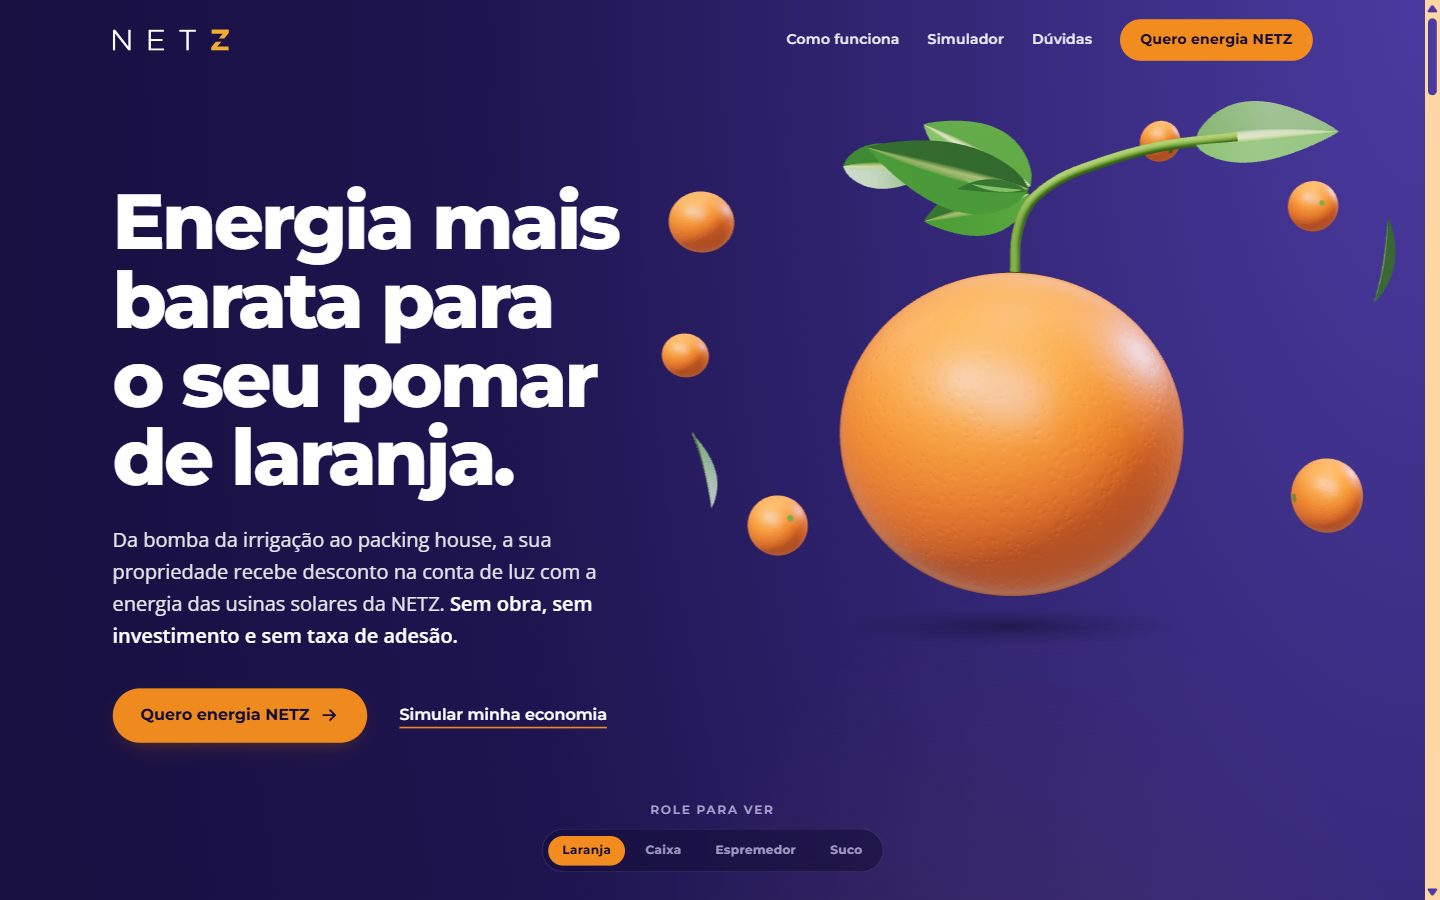 NETZ
Como funciona
Simulador
Dúvidas
Quero energia NETZ
Energia mais
barata para
o seu pomar
de laranja.
Da bomba da irrigação ao packing house, a sua
propriedade recebe desconto na conta de luz com a
energia das usinas solares da NETZ. Sem obra, sem
investimento e sem taxa de adesão.
Quero energia NETZ →
Simular minha economia
ROLE PARA VER
Laranja
Caixa
Espremedor
Suco